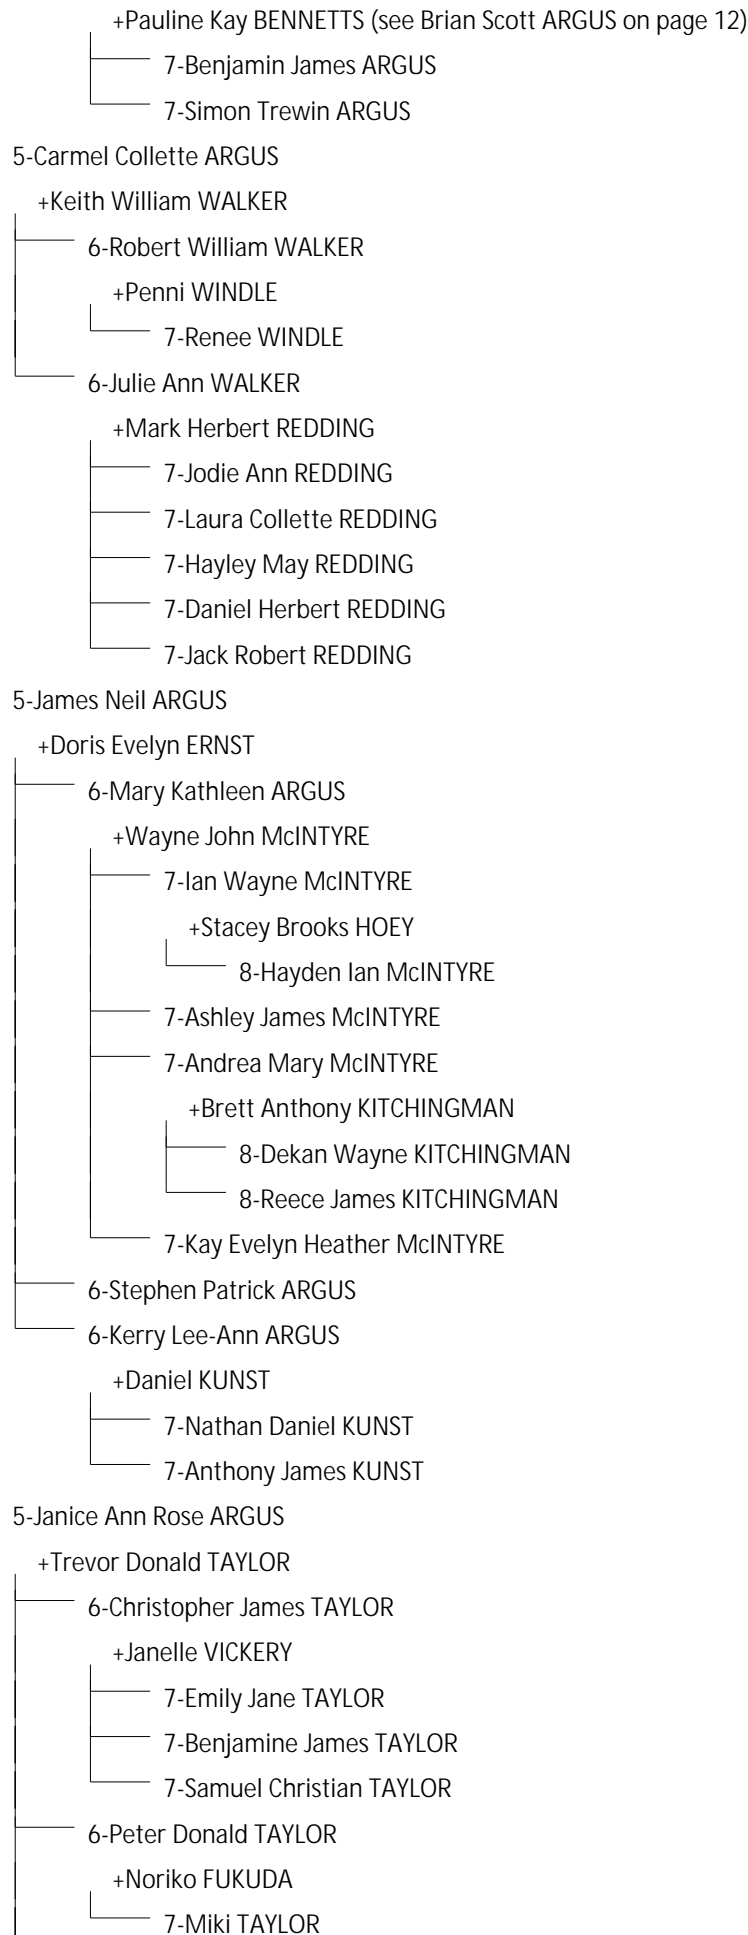 +Pauline Kay BENNETTS (see Brian Scott ARGUS on page 12)
7-Benjamin James ARGUS
7-Simon Trewin ARGUS
5-Carmel Collette ARGUS
+Keith William WALKER
6-Robert William WALKER
+Penni WINDLE
7-Renee WINDLE
6-Julie Ann WALKER
+Mark Herbert REDDING
7-Jodie Ann REDDING
7-Laura Collette REDDING
7-Hayley May REDDING
7-Daniel Herbert REDDING
7-Jack Robert REDDING
5-James Neil ARGUS
+Doris Evelyn ERNST
6-Mary Kathleen ARGUS
+Wayne John McINTYRE
7-Ian Wayne McINTYRE
+Stacey Brooks HOEY
8-Hayden Ian McINTYRE
7-Ashley James McINTYRE
7-Andrea Mary McINTYRE
+Brett Anthony KITCHINGMAN
8-Dekan Wayne KITCHINGMAN
8-Reece James KITCHINGMAN
7-Kay Evelyn Heather McINTYRE
6-Stephen Patrick ARGUS
6-Kerry Lee-Ann ARGUS
+Daniel KUNST
7-Nathan Daniel KUNST
7-Anthony James KUNST
5-Janice Ann Rose ARGUS
+Trevor Donald TAYLOR
6-Christopher James TAYLOR
+Janelle VICKERY
7-Emily Jane TAYLOR
7-Benjamine James TAYLOR
7-Samuel Christian TAYLOR
6-Peter Donald TAYLOR
+Noriko FUKUDA
7-Miki TAYLOR